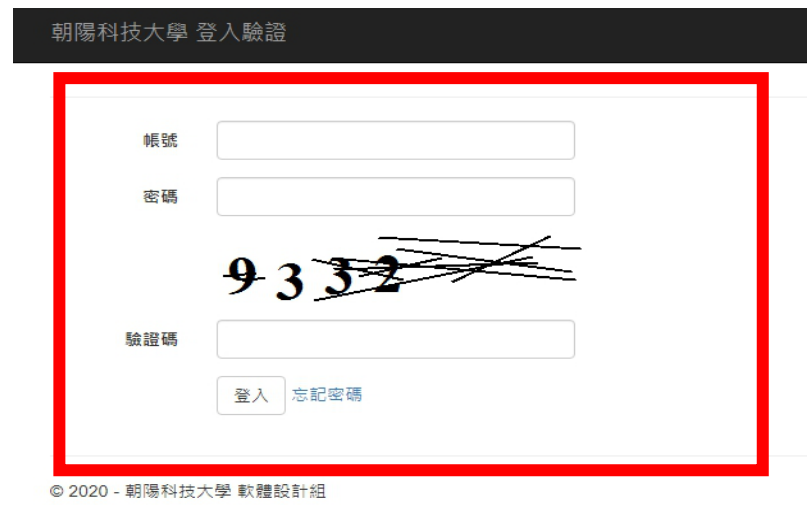 朝陽科技大學 登入驗證
帳號
密碼
9332
驗證碼
登入 忘記密碼
© 2020 - 朝陽科技大學 軟體設計組